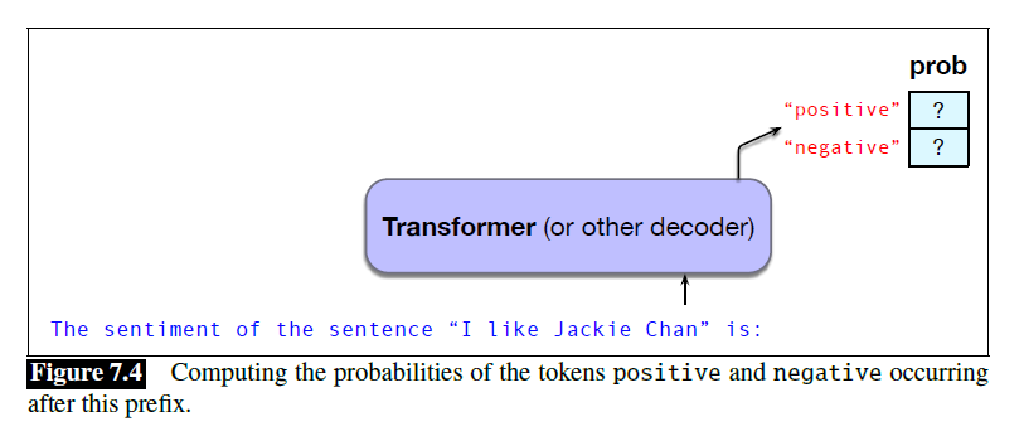 prob
“positive” ?
“negative” ?
Transformer (or other decoder)
The sentiment of the sentence “I like Jackie Chan” is:
Figure 7.4 Computing the probabilities of the tokens positive and negative occurring
after this prefix.